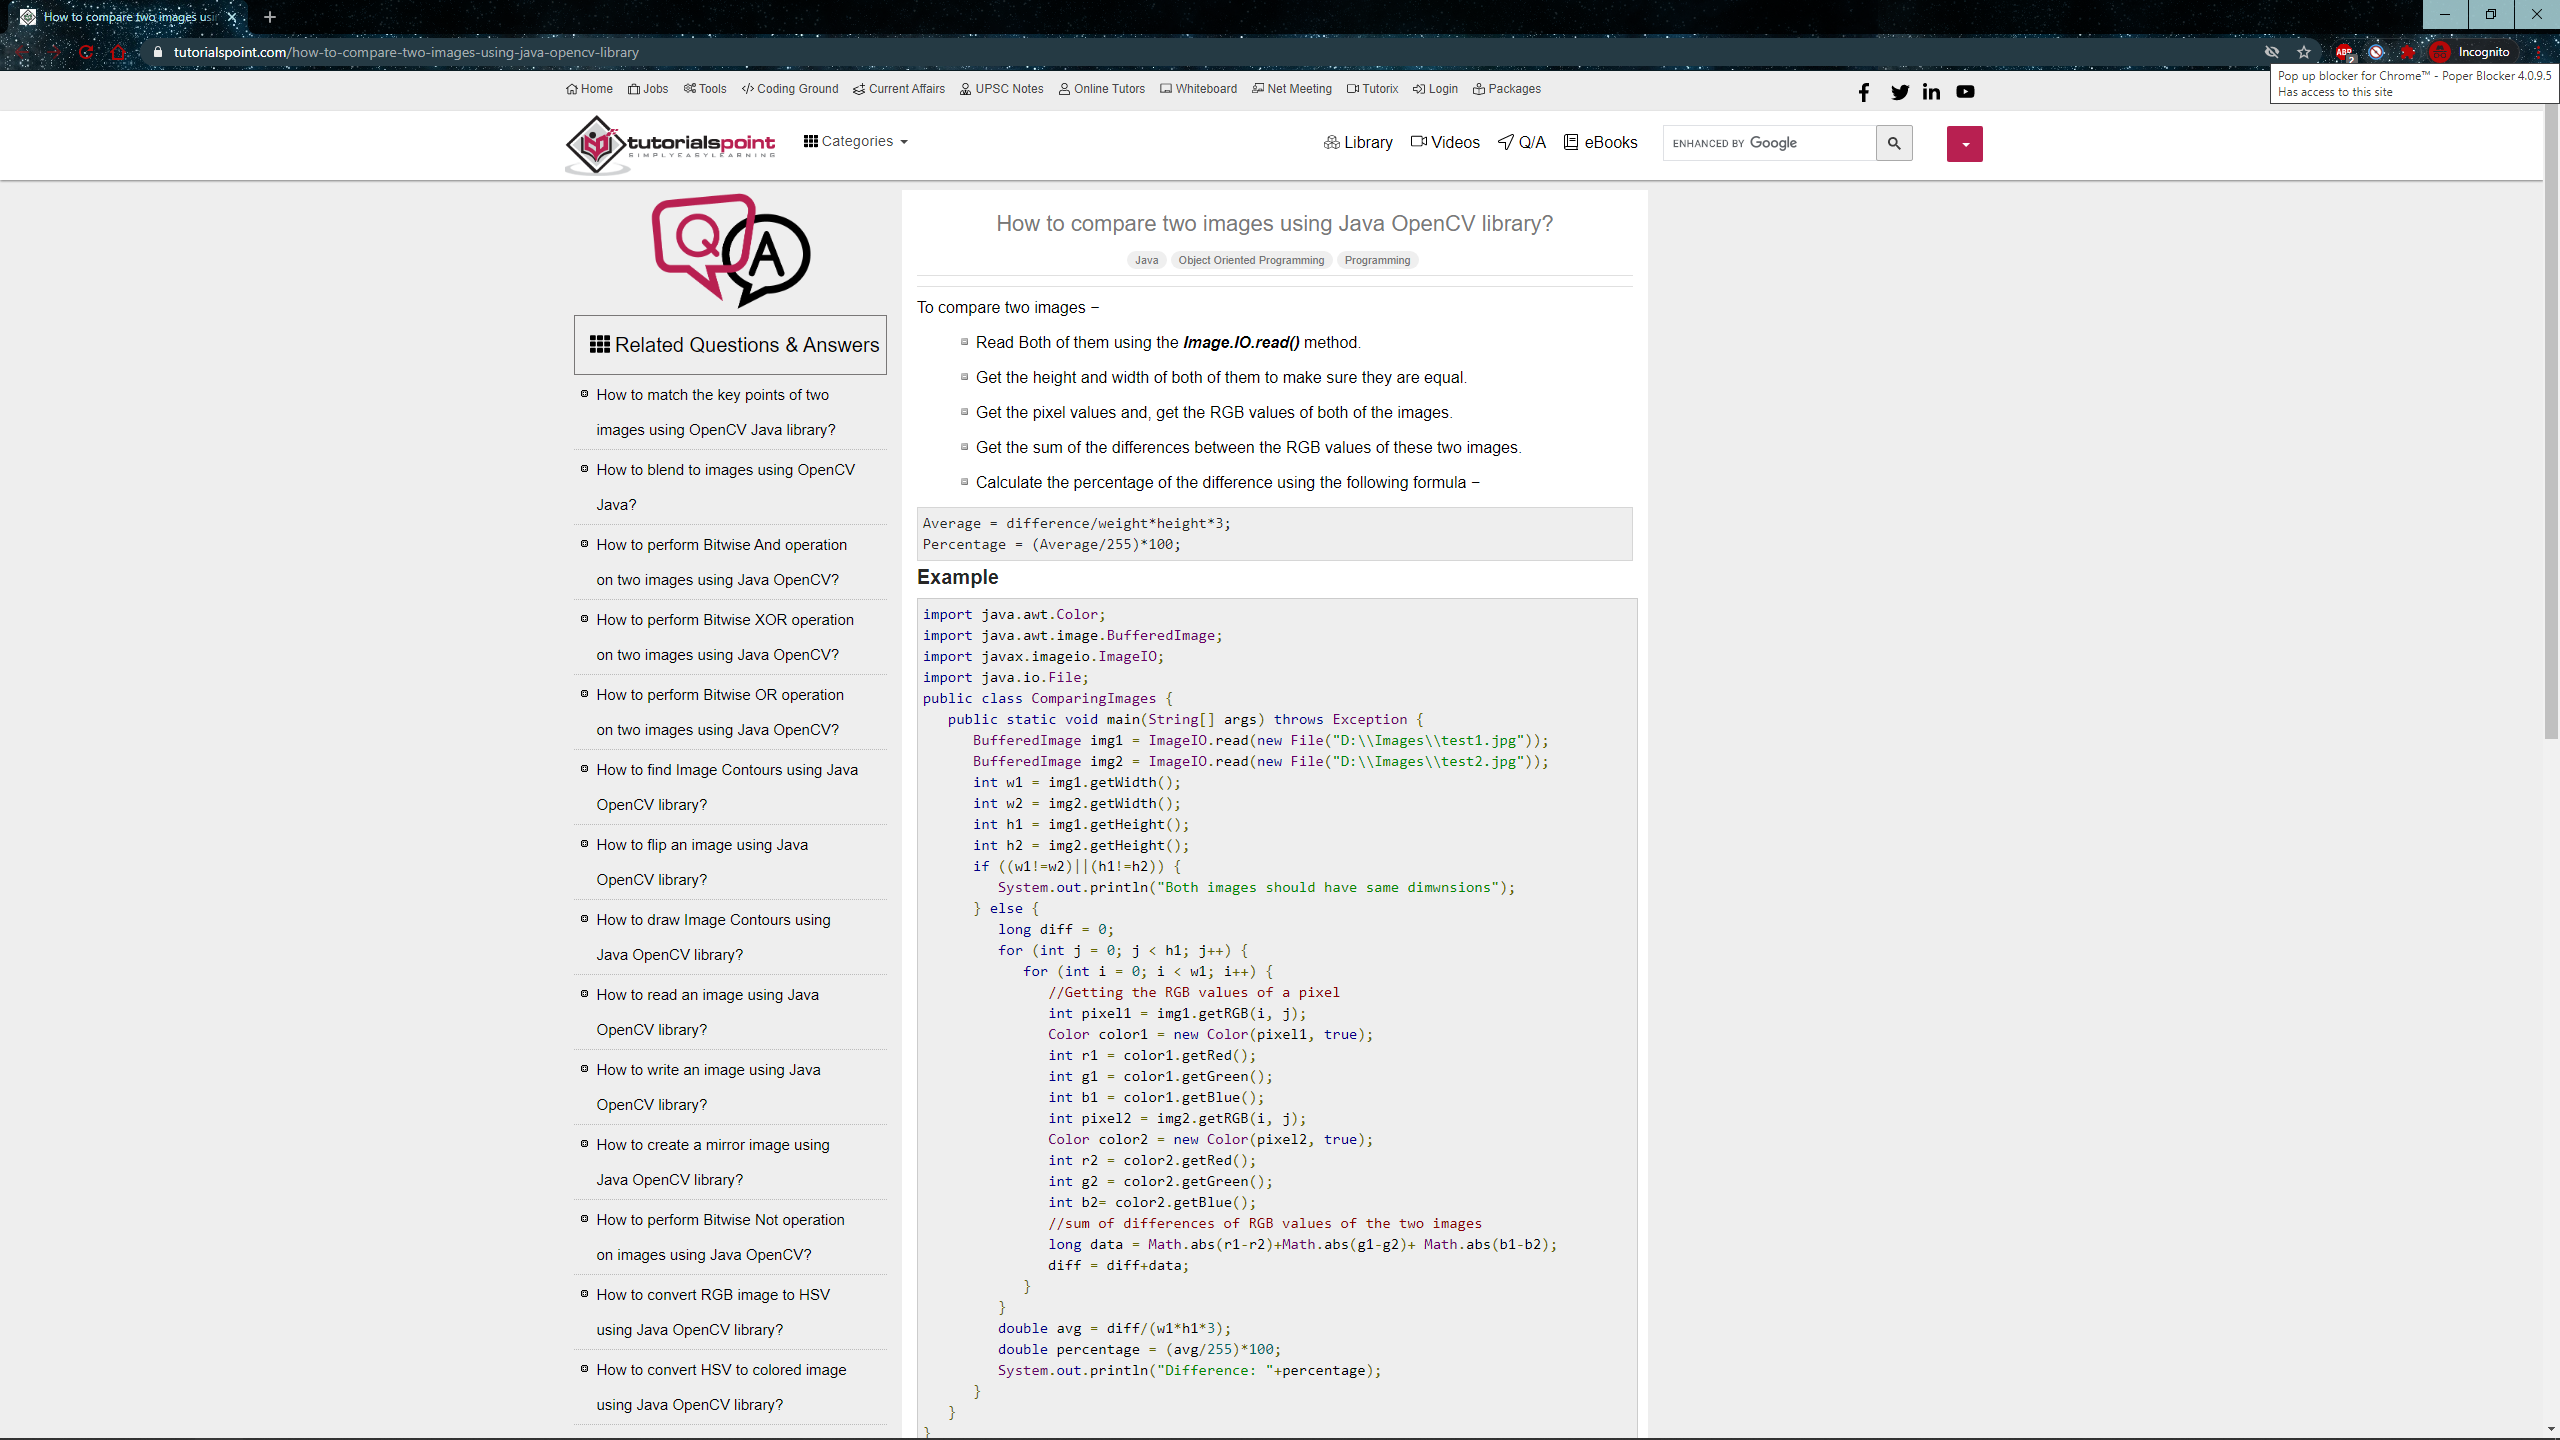 How to compare two images usi
tutorialspoint.com/how-to-compare-two-images-using-java-opencv-library
ABP
2
Incognito
Pop up blocker for Chrome™ - Poper Blocker 4.0.9.5
Has access to this site
Home Jobs Tools Coding Ground Current Affairs UPSC Notes Online Tutors Whiteboard Net Meeting Tutorix Login Packages
tutorialspoint
SIMPLYEASYLEARNING
Categories
Library Videos Q/A eBooks
ENHANCED BY Google
Q A
Related Questions & Answers
How to match the key points of two
images using OpenCV Java library?
How to blend to images using OpenCV
Java?
How to perform Bitwise And operation
on two images using Java OpenCV?
How to perform Bitwise XOR operation
on two images using Java OpenCV?
How to perform Bitwise OR operation
on two images using Java OpenCV?
How to find Image Contours using Java
OpenCV library?
How to flip an image using Java
OpenCV library?
How to draw Image Contours using
Java OpenCV library?
How to read an image using Java
OpenCV library?
How to write an image using Java
OpenCV library?
How to create a mirror image using
Java OpenCV library?
How to perform Bitwise Not operation
on images using Java OpenCV?
How to convert RGB image to HSV
using Java OpenCV library?
How to convert HSV to colored image
using Java OpenCV library?
How to compare two images using Java OpenCV library?
Java Object Oriented Programming Programming
To compare two images −
Read Both of them using the Image.IO.read() method.
Get the height and width of both of them to make sure they are equal.
Get the pixel values and, get the RGB values of both of the images.
Get the sum of the differences between the RGB values of these two images.
Calculate the percentage of the difference using the following formula −
Average = difference/weight*height*3;
Percentage = (Average/255)*100;
Example
import java.awt.Color;
import java.awt.image.BufferedImage;
import javax.imageio.ImageIO;
import java.io.File;
public class ComparingImages {
   public static void main(String[] args) throws Exception {
      BufferedImage img1 = ImageIO.read(new File("D:\\Images\\test1.jpg"));
      BufferedImage img2 = ImageIO.read(new File("D:\\Images\\test2.jpg"));
      int w1 = img1.getWidth();
      int w2 = img2.getWidth();
      int h1 = img1.getHeight();
      int h2 = img2.getHeight();
      if ((w1!=w2)||(h1!=h2)) {
         System.out.println("Both images should have same dimwnsions");
      } else {
         long diff = 0;
         for (int j = 0; j < h1; j++) {
            for (int i = 0; i < w1; i++) {
               //Getting the RGB values of a pixel
               int pixel1 = img1.getRGB(i, j);
               Color color1 = new Color(pixel1, true);
               int r1 = color1.getRed();
               int g1 = color1.getGreen();
               int b1 = color1.getBlue();
               int pixel2 = img2.getRGB(i, j);
               Color color2 = new Color(pixel2, true);
               int r2 = color2.getRed();
               int g2 = color2.getGreen();
               int b2= color2.getBlue();
               //sum of differences of RGB values of the two images
               long data = Math.abs(r1-r2)+Math.abs(g1-g2)+ Math.abs(b1-b2);
               diff = diff+data;
            }
         }
         double avg = diff/(w1*h1*3);
         double percentage = (avg/255)*100;
         System.out.println("Difference: "+percentage);
      }
   }
}